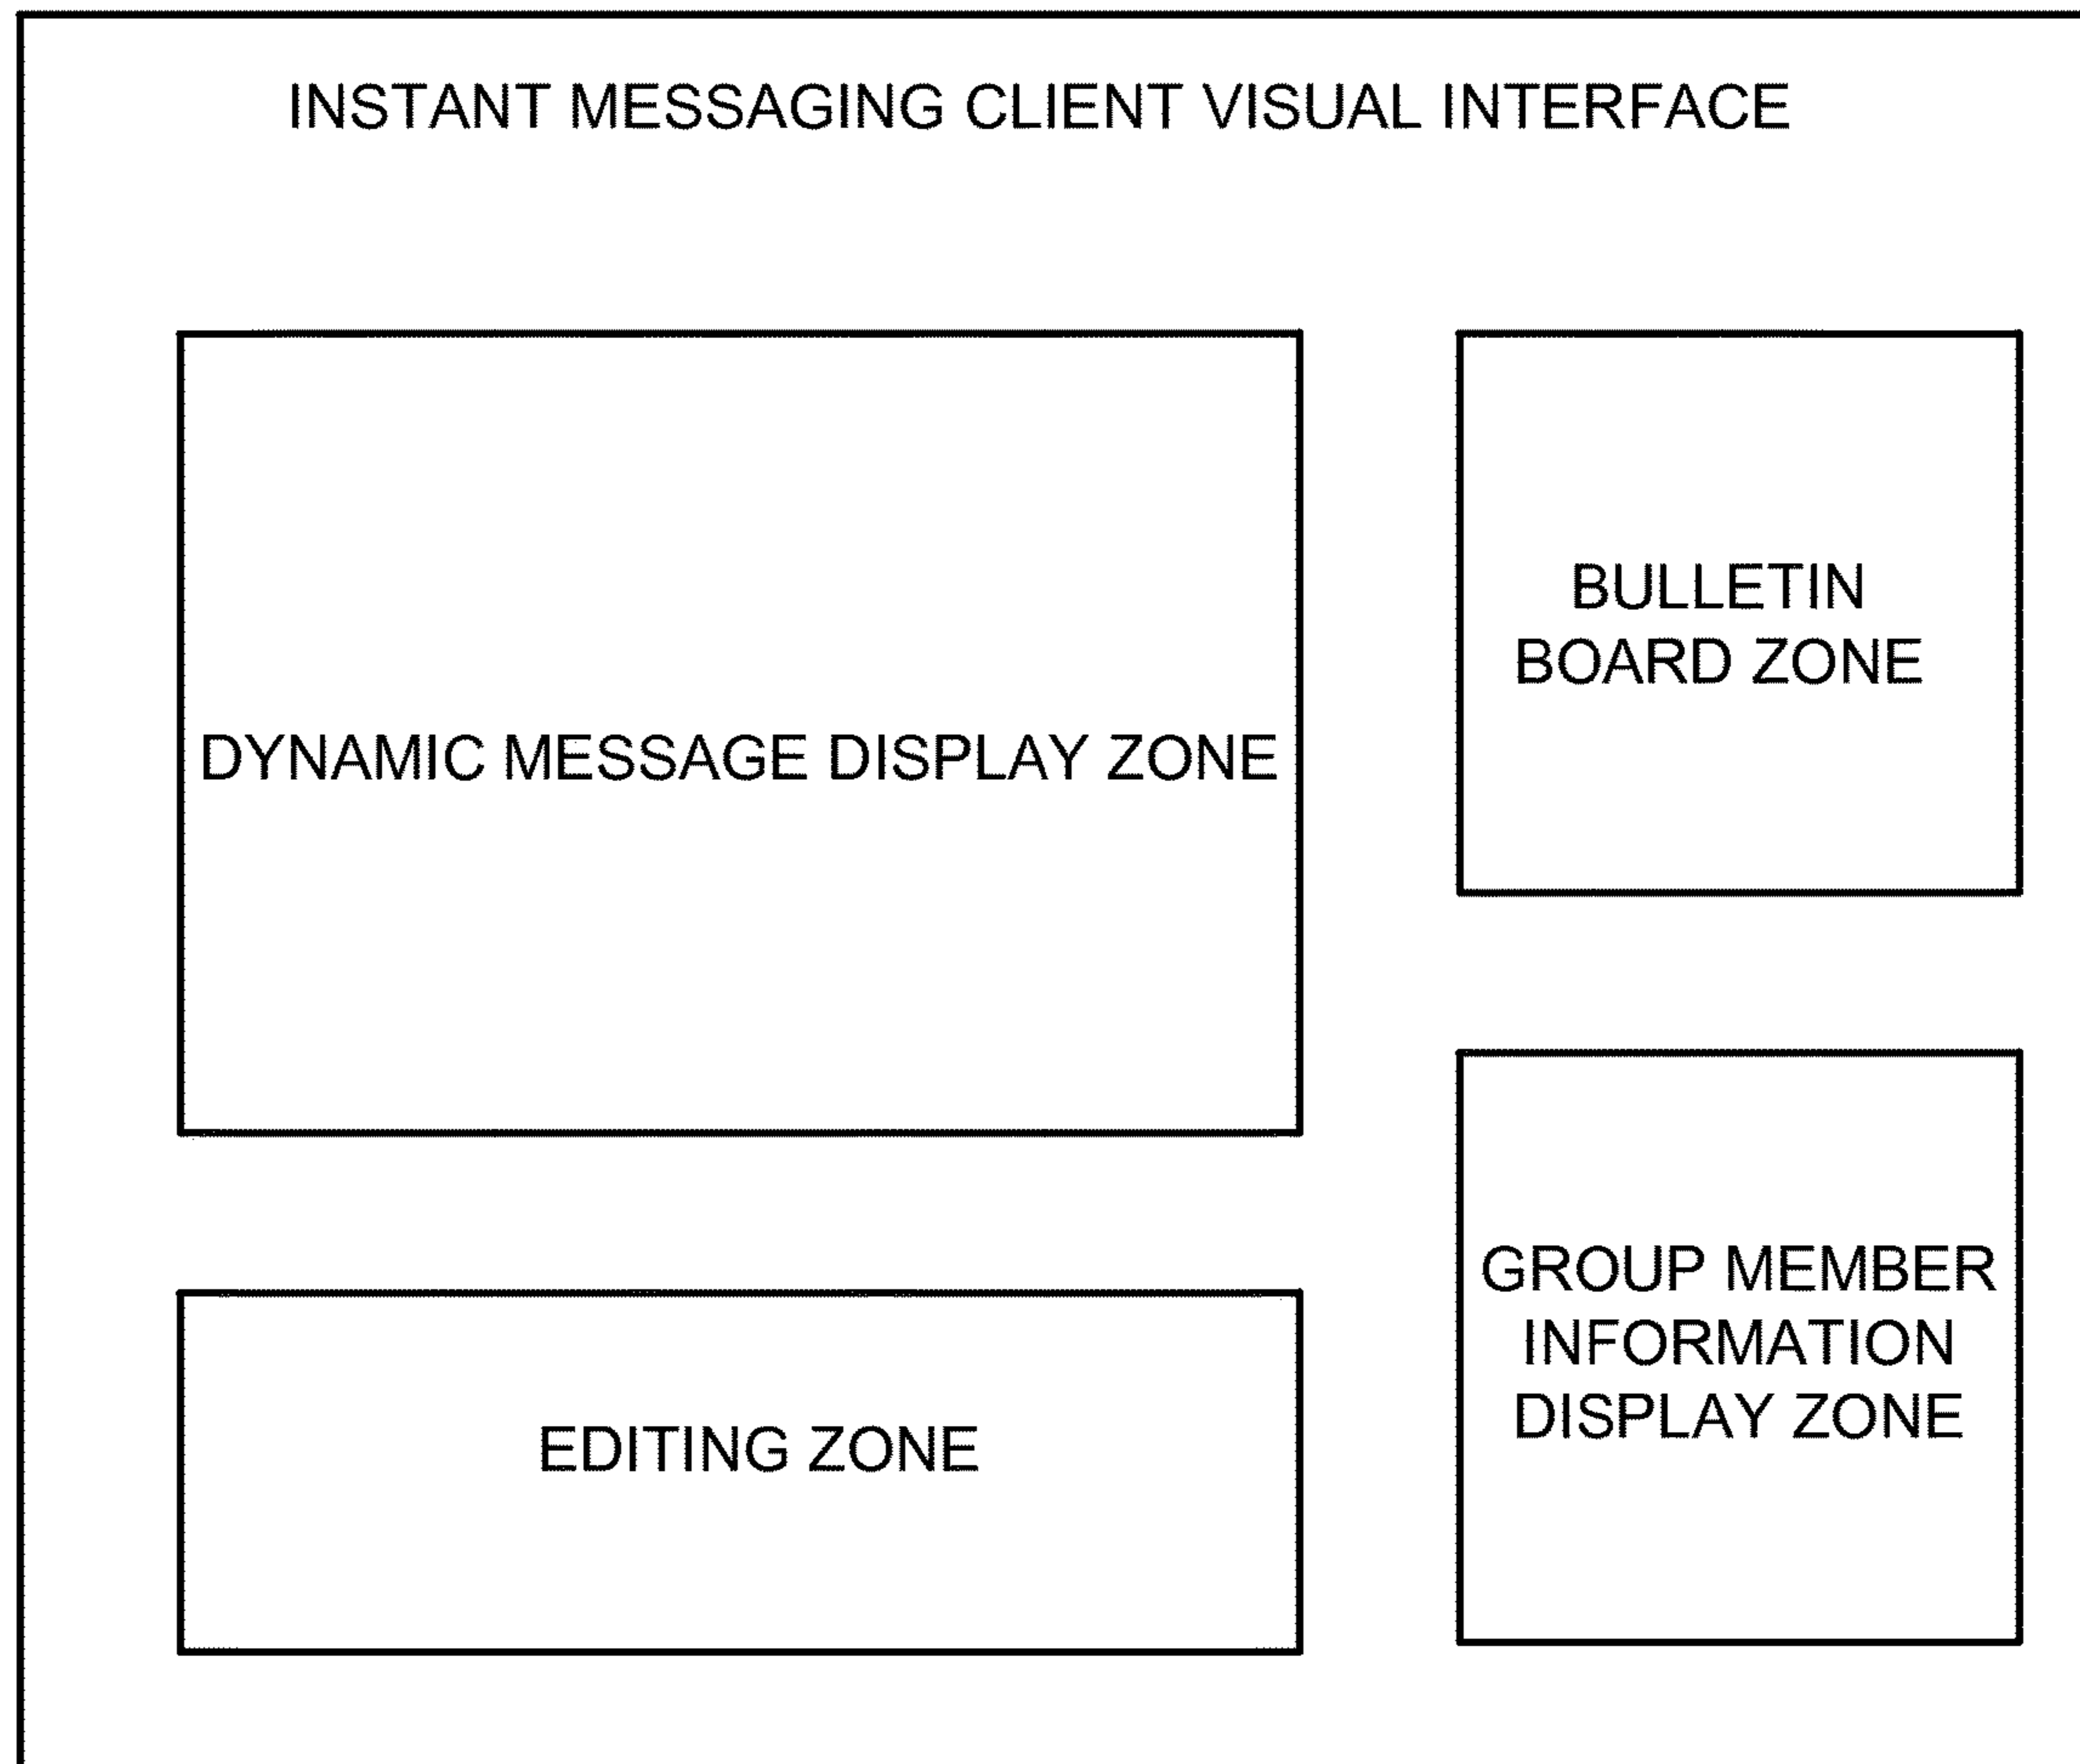 INSTANT MESSAGING CLIENT VISUAL INTERFACE
DYNAMIC MESSAGE DISPLAY ZONE
BULLETIN
BOARD ZONE
EDITING ZONE
GROUP MEMBER
INFORMATION
DISPLAY ZONE